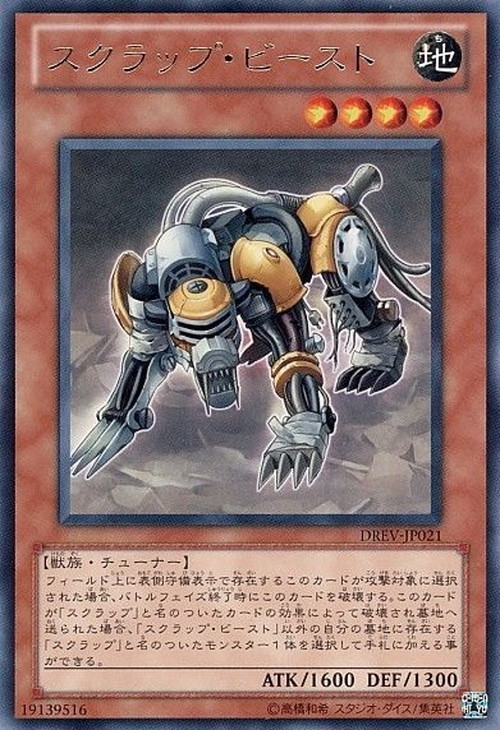 スクラップ・ビースト
地
DREV-JP021
【獣族・チューナー】
フィールド上に表側守備表示で存在するこのカードが攻撃対象に選択
された場合、バトルフェイズ終了時にこのカードを破壊する。このカード
が「スクラップ」と名のついたカードの効果によって破壊され墓地へ
送られた場合、「スクラップ・ビースト」以外の自分の墓地に存在する
「スクラップ」と名のついたモンスター1体を選択して手札に加える事
ができる。
ATK/1600 DEF/1300
19139516 ©高橋和希 スタジオ・ダイス/集英社